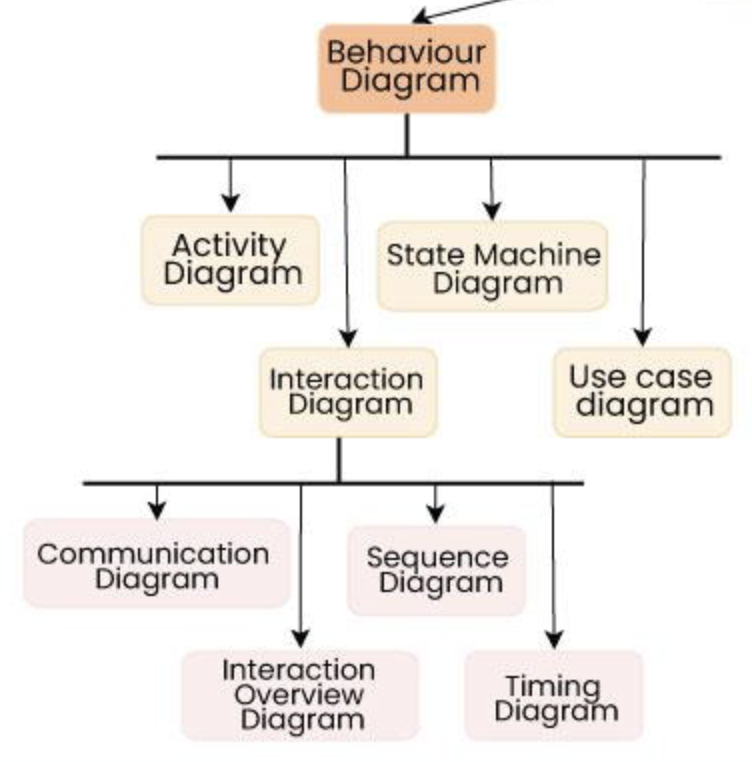 Behaviour
Diagram
Activity
Diagram
State Machine
Diagram
Interaction
Diagram
Use case
diagram
Communication
Diagram
Sequence
Diagram
Interaction
Overview
Diagram
Timing
Diagram